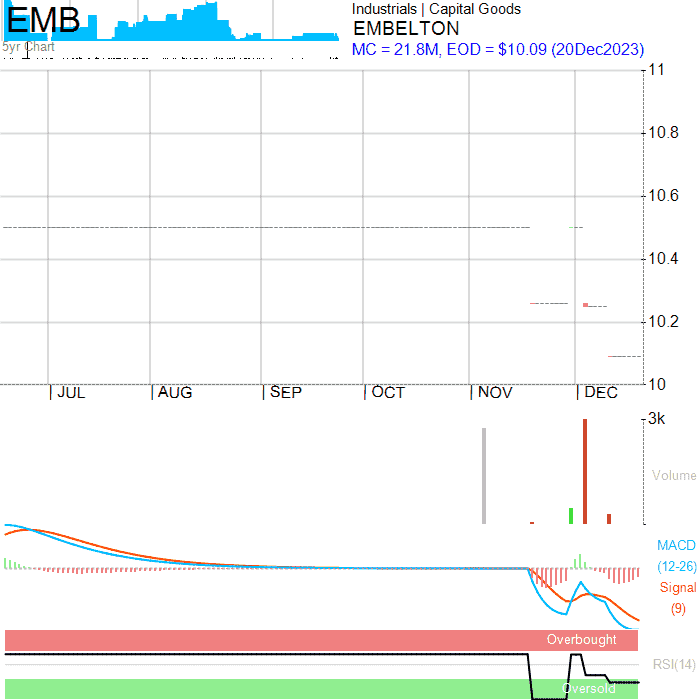 EMB
5yr Chart
Industrials | Capital Goods
EMBELTON
MC = 21.8M, EOD = $10.09 (20Dec2023)
11
10.8
10.6
10.4
10.2
10
JUL AUG SEP OCT NOV DEC
3k
Volume
MACD
(12-26)
Signal
(9)
Overbought
RSI(14)
Oversold